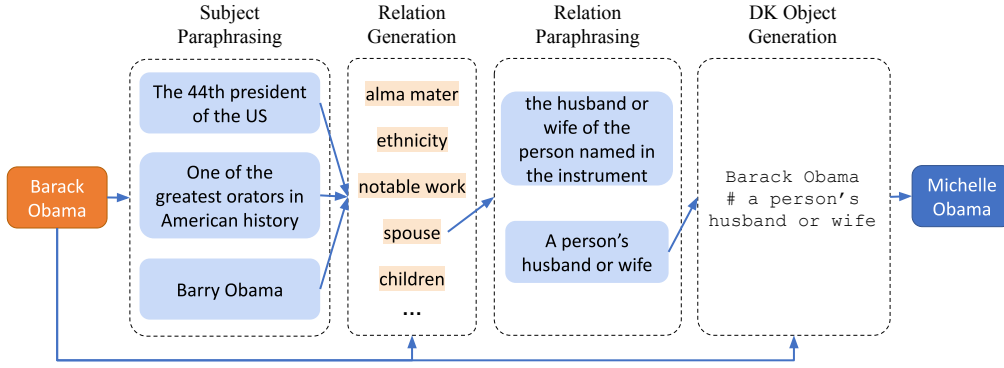 Subject
Paraphrasing
Relation
Generation
Relation
Paraphrasing
DK Object
Generation
Barack
Obama
The 44th president
of the US
One of the
greatest orators in
American history
Barry Obama
alma mater
ethnicity
notable work
spouse
children
...
the husband or
wife of the
person named in
the instrument
A person's
husband or wife
Barack Obama
# a person's
husband or wife
Michelle
Obama